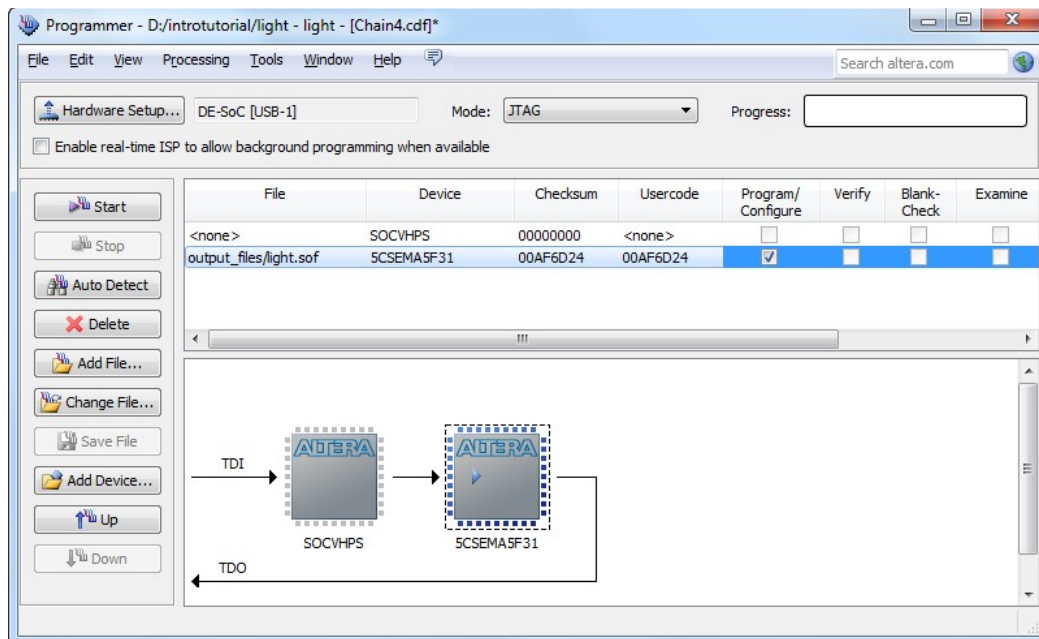 Programmer - D:/introtutorial/light - light - [Chain4.cdf]*
File Edit View Processing Tools Window Help Search altera.com
Hardware Setup... DE-SoC [USB-1] Mode: JTAG Progress:
Enable real-time ISP to allow background programming when available
Start
Stop
Auto Detect
Delete
Add File...
Change File...
Save File
Add Device...
Up
Down
File Device Checksum Usercode Program/ Verify Blank- Examine
Configure Check
<none> SOCVHPS 00000000 <none>
output_files/light.sof 5CSEMA5F31 00AF6D24 00AF6D24
ALTERA ALTERA
TDI
SOCVHPS 5CSEMA5F31
TDO